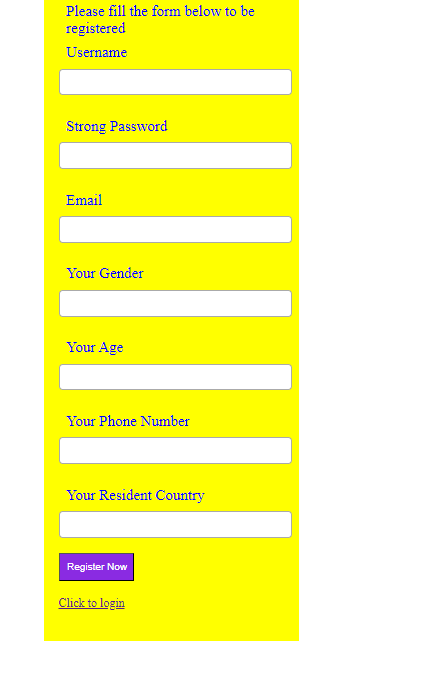 Please fill the form below to be
registered
Username
Strong Password
Email
Your Gender
Your Age
Your Phone Number
Your Resident Country
Register Now
Click to login